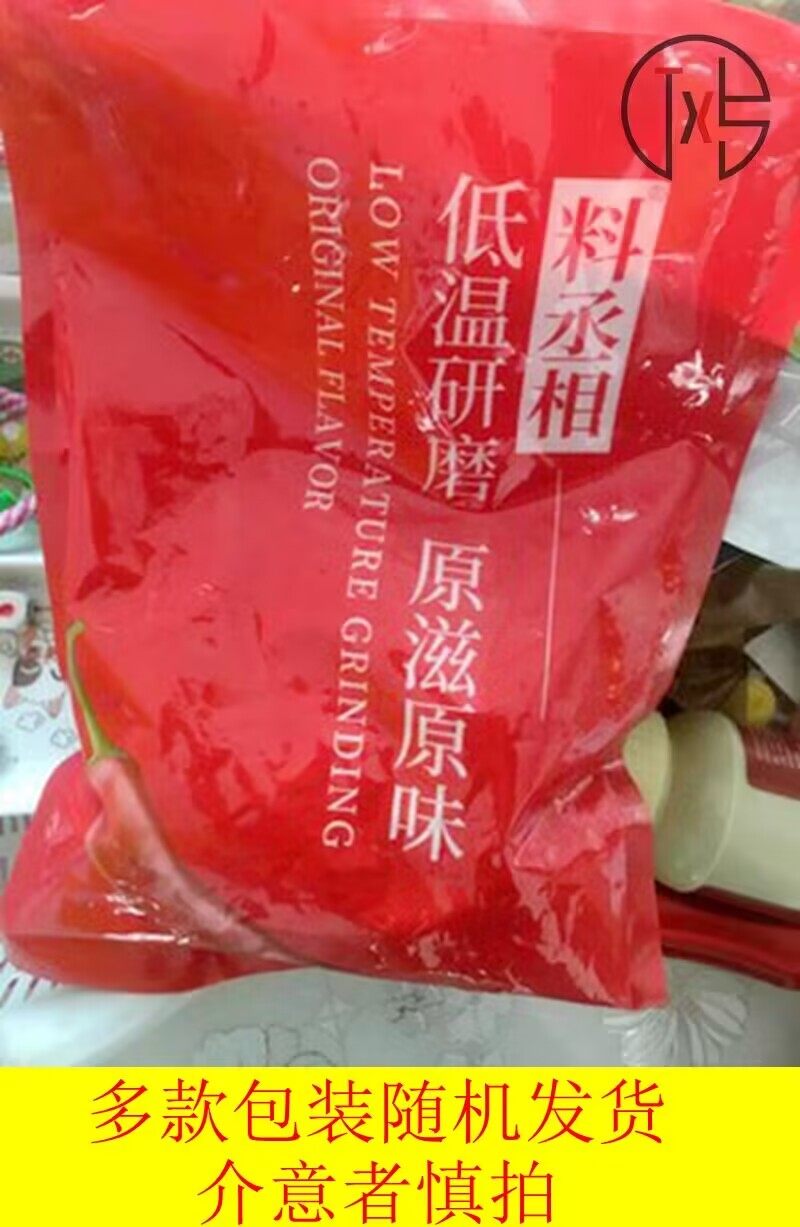 TXS
料丞相
低温研磨 原滋原味
LOW TEMPERATURE GRINDING
ORIGINAL FLAVOR
多款包装随机发货
介意者慎拍